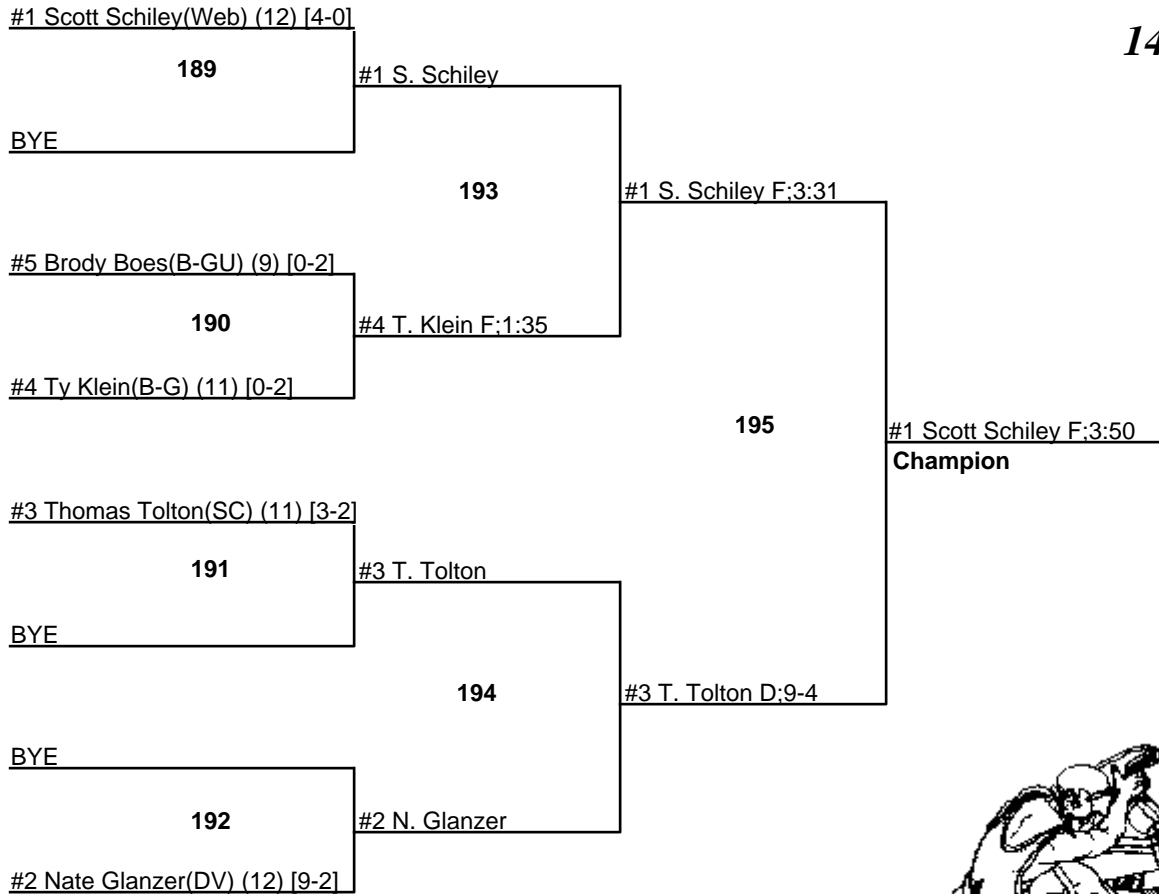 #1 Scott Schiley(Web) (12) [4-0]
14
189
#1 S. Schiley
BYE
193
#1 S. Schiley F;3:31
#5 Brody Boes(B-GU) (9) [0-2]
190
#4 T. Klein F;1:35
#4 Ty Klein(B-G) (11) [0-2]
195
#1 Scott Schiley F;3:50
Champion
#3 Thomas Tolton(SC) (11) [3-2]
191
#3 T. Tolton
BYE
194
#3 T. Tolton D;9-4
BYE
192
#2 N. Glanzer
#2 Nate Glanzer(DV) (12) [9-2]